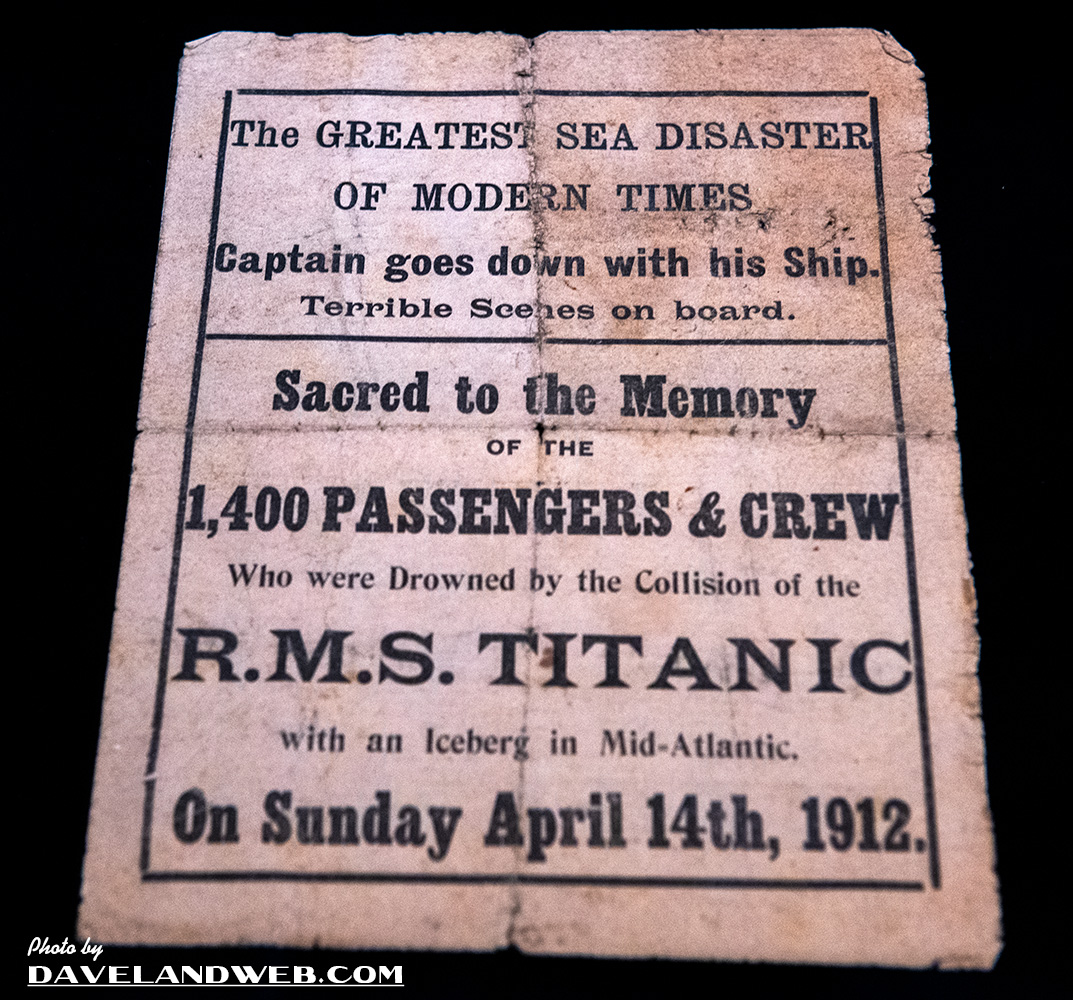 The GREATEST SEA DISASTER
OF MODERN TIMES
Captain goes down with his Ship.
Terrible Scenes on board.
Sacred to the Memory
OF THE
1,400 PASSENGERS & CREW
Who were Drowned by the Collision of the
R.M.S. TITANIC
with an Iceberg in Mid-Atlantic.
On Sunday April 14th, 1912.
Photo by
DAVELANDWEB.COM